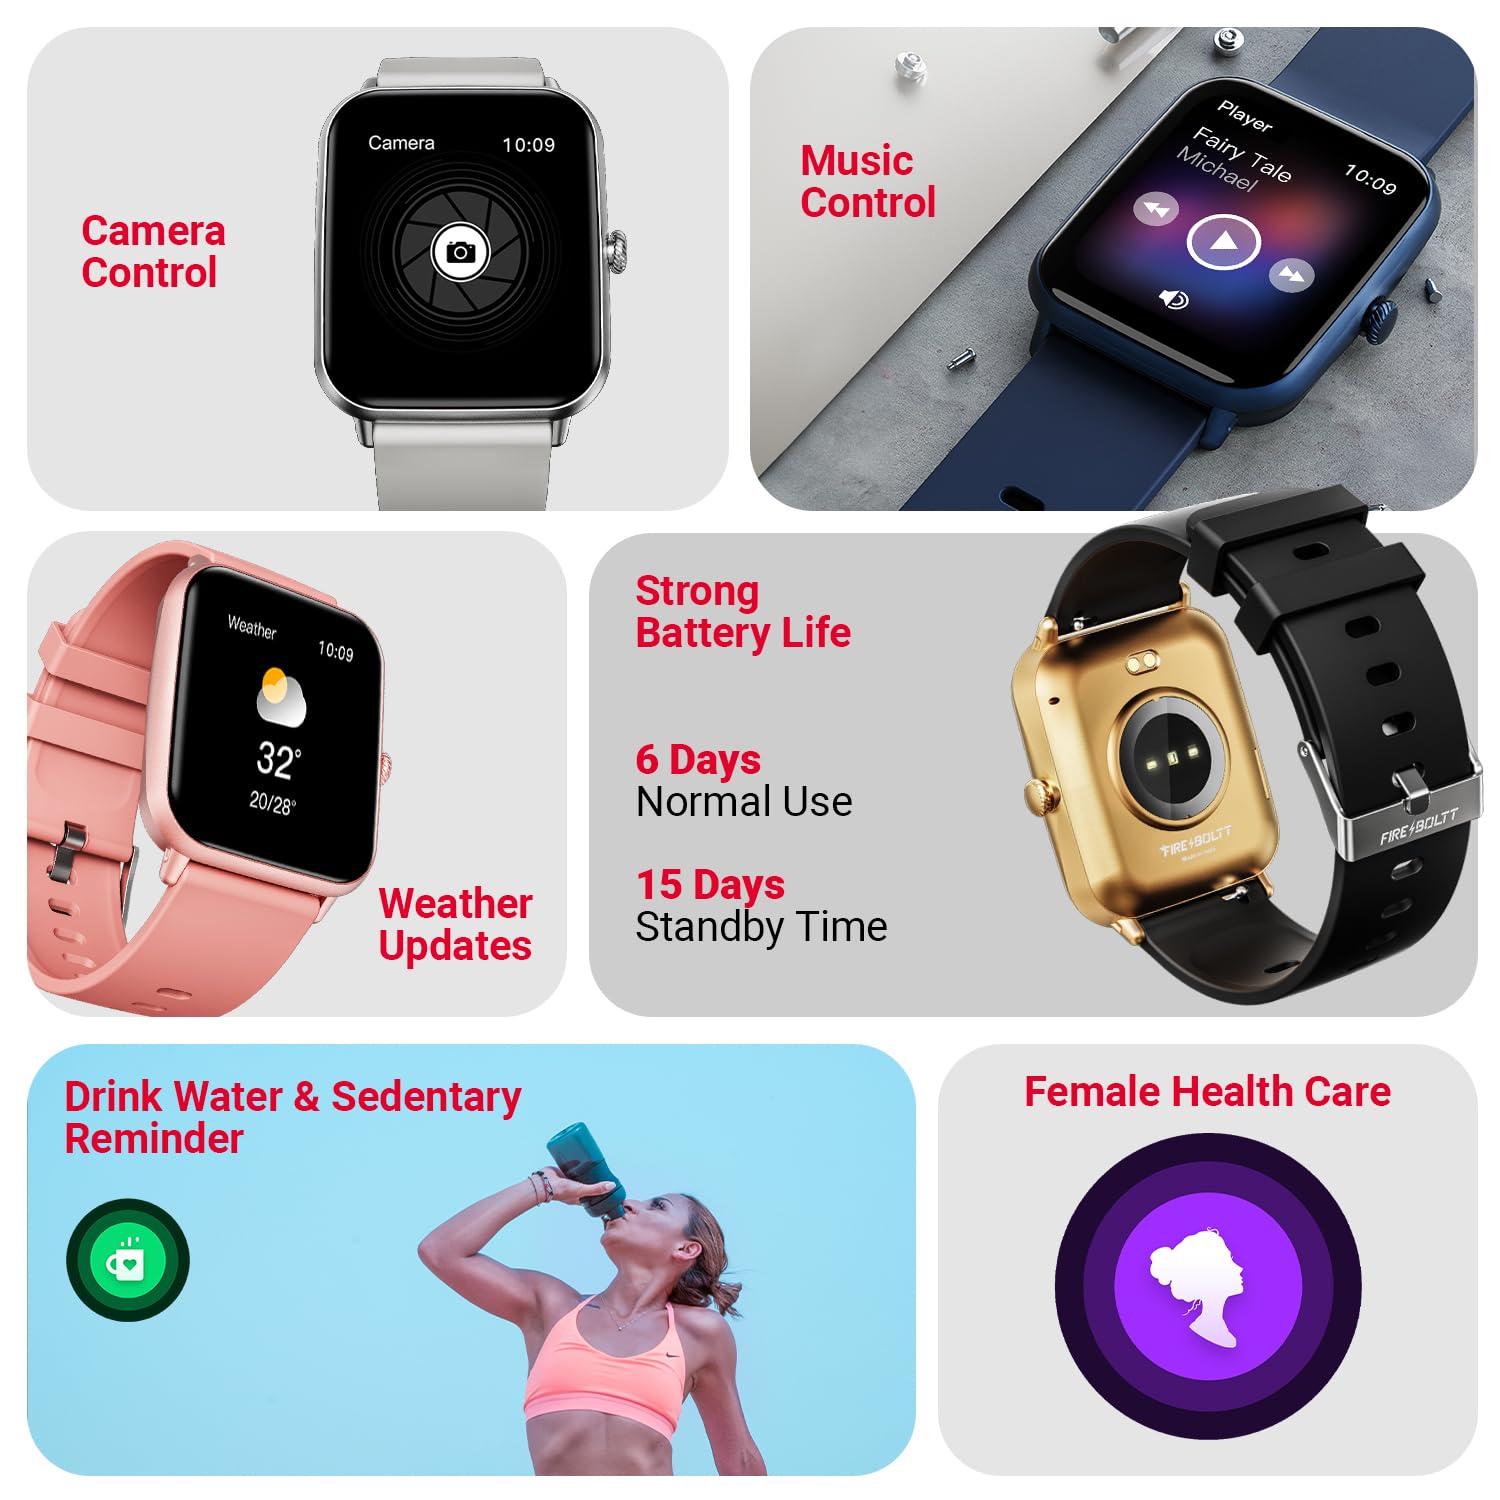 Camera
Control
Camera
10:09
Music
Control
Player
Fairy Tale
Michael
10:09
Weather
10:09
32°
20/28°
Weather
Updates
Strong
Battery Life
6 Days
Normal Use
15 Days
Standby Time
FIRE BOLTT
FIRE BOLTT
Drink Water & Sedentary
Reminder
Female Health Care